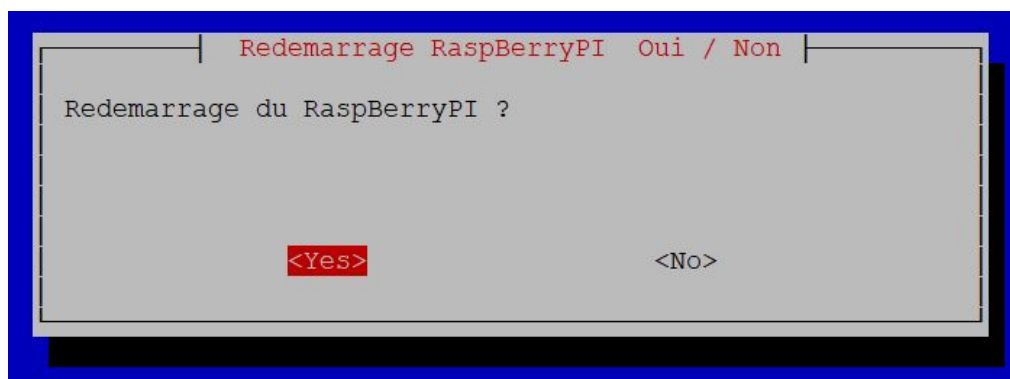 Redemarrage RaspBerryPI Oui / Non
Redemarrage du RaspBerryPI ?
<Yes> <No>